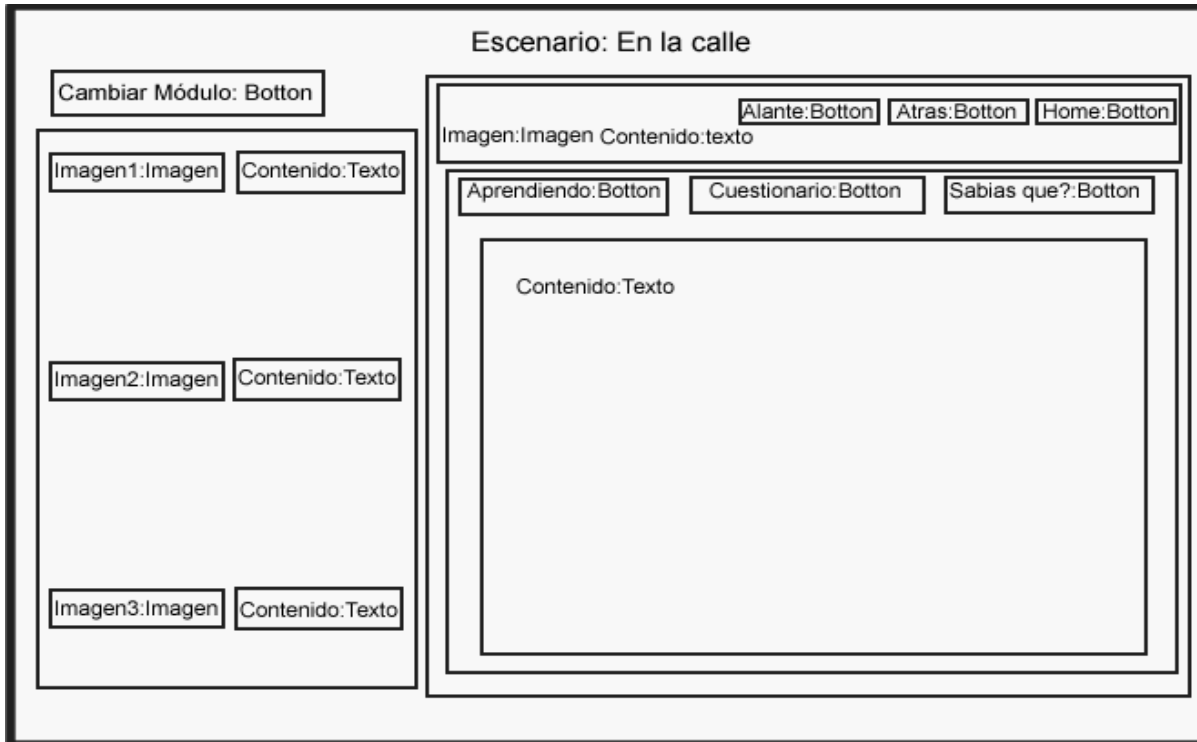 Escenario: En la calle
Cambiar Módulo: Botton
Imagen1:Imagen Contenido:Texto
Imagen2:Imagen Contenido:Texto
Imagen3:Imagen Contenido:Texto
Alante:Botton Atras:Botton Home:Botton
Imagen:Imagen Contenido:texto
Aprendiendo:Botton Cuestionario:Botton Sabias que?:Botton
Contenido:Texto